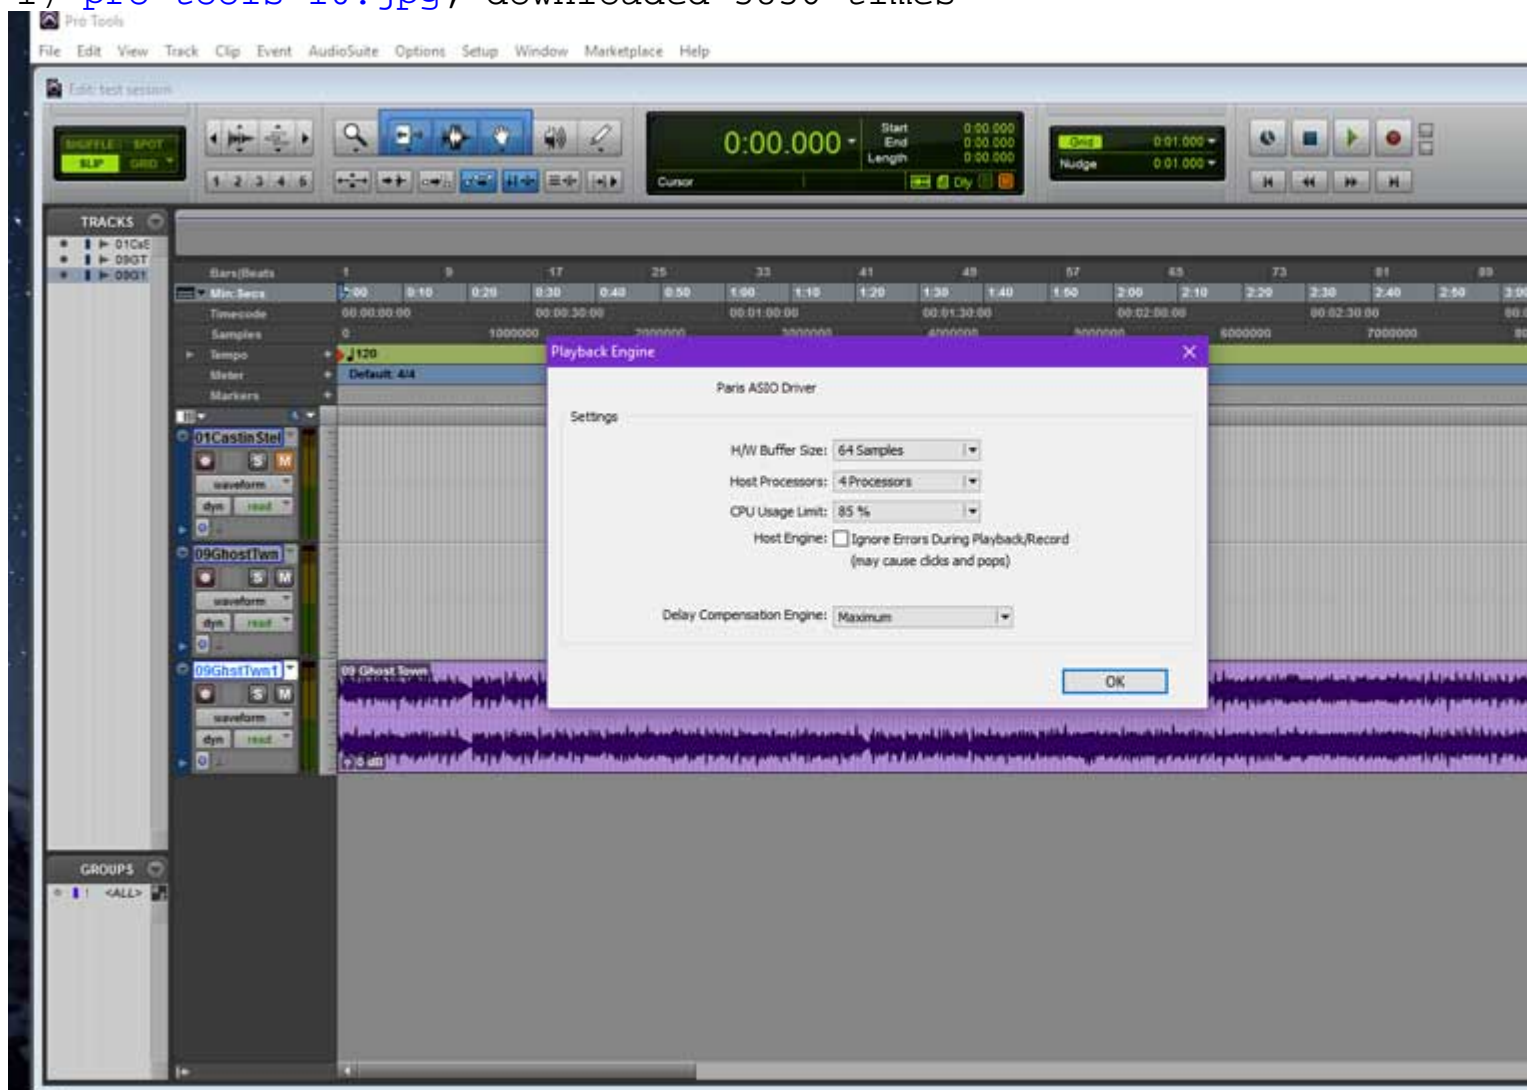 Pro Tools
File Edit View Track Clip Event AudioSuite Options Setup Window Marketplace Help
Edit: test session
SHUFFLE SPOT
SLIP GRID
1 2 3 4 5
0:00.000
Start 0:00.000
End 0:00.000
Length 0:00.000
Cursor
Dly
Grid 0:01.000
Nudge 0:01.000
TRACKS
01CaS
09GT
09GT
Bars|Beats 1 9 17 25 33 41 49 57 65 73 81 89
Min:Secs 0:00 0:10 0:20 0:30 0:40 0:50 1:00 1:10 1:20 1:30 1:40 1:50 2:00 2:10 2:20 2:30 2:40 2:50 3:00
Timecode 00:00:00:00 00:00:30:00 00:01:00:00 00:01:30:00 00:02:00:00 00:02:30:00
Samples 0 1000000 2000000 3000000 4000000 5000000 6000000 7000000
Tempo 120
Meter Default: 4/4
Markers
01CastinStel
S M
waveform
dyn read
09GhostTwn
S M
waveform
dyn read
09GhstTwn1
S M
waveform
dyn read
09 Ghost Town
0 dB
Playback Engine
Paris ASIO Driver
Settings
H/W Buffer Size: 64 Samples
Host Processors: 4 Processors
CPU Usage Limit: 85 %
Host Engine: Ignore Errors During Playback/Record
(may cause clicks and pops)
Delay Compensation Engine: Maximum
OK
GROUPS
! <ALL>